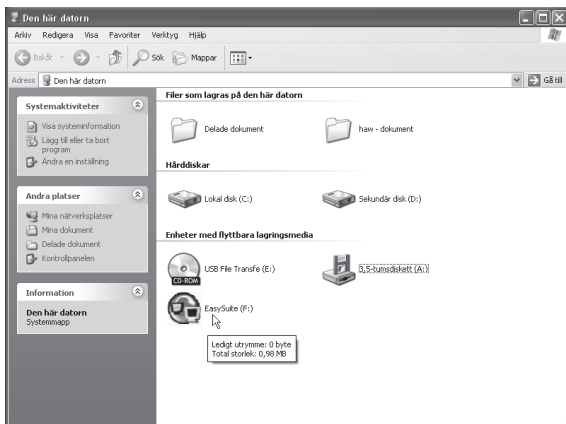 Den här datorn
Arkiv Redigera Visa Favoriter Verktyg Hjälp
Bakåt Sök Mappar
Adress Den här datorn Gå till
Systemaktiviteter
Visa systeminformation
Lägg till eller ta bort
program
Ändra en inställning
Andra platser
Mina nätverksplatser
Mina dokument
Delade dokument
Kontrollpanelen
Information
Den här datorn
Systemmapp
Filer som lagras på den här datorn
Delade dokument haw - dokument
Hårddiskar
Lokal disk (C:) Sekundär disk (D:)
Enheter med flyttbara lagringsmedia
USB File Transfe (E:) 3,5-tumsdiskett (A:)
CD-ROM
EasySuite (F:)
Ledigt utrymme: 0 byte
Total storlek: 0,98 MB